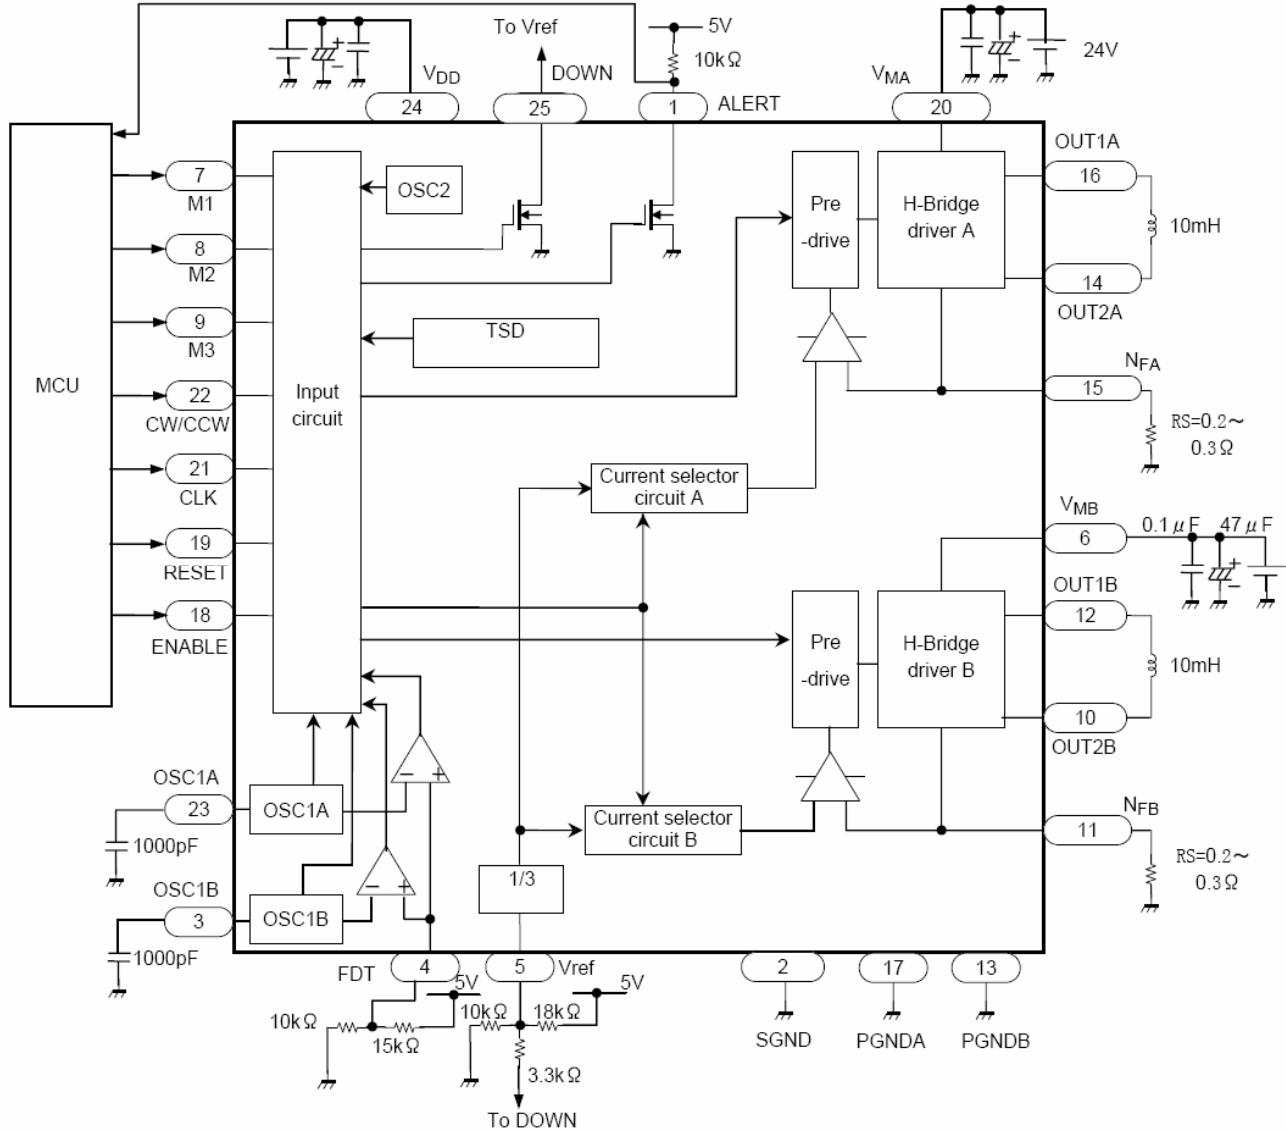 To Vref
5V
10kΩ
VDD
DOWN
ALERT
VMA
24V
24
25
1
20
MCU
7
M1
8
M2
9
M3
22
CW/CCW
21
CLK
19
RESET
18
ENABLE
Input
circuit
OSC2
TSD
Pre
-drive
H-Bridge
driver A
OUT1A
16
10mH
14
OUT2A
NFA
15
RS=0.2～
0.3Ω
Current selector
circuit A
VMB
6
0.1μF
47μF
OUT1B
12
Pre
-drive
H-Bridge
driver B
10mH
10
OUT2B
OSC1A
23
OSC1A
1000pF
- +
Current selector
circuit B
NFB
11
RS=0.2～
0.3Ω
OSC1B
3
OSC1B
1000pF
- +
1/3
FDT
4
5
Vref
2
17
13
5V
10kΩ
15kΩ
10kΩ
18kΩ
5V
3.3kΩ
To DOWN
SGND
PGNDA
PGNDB
+
-
+
-
+
-